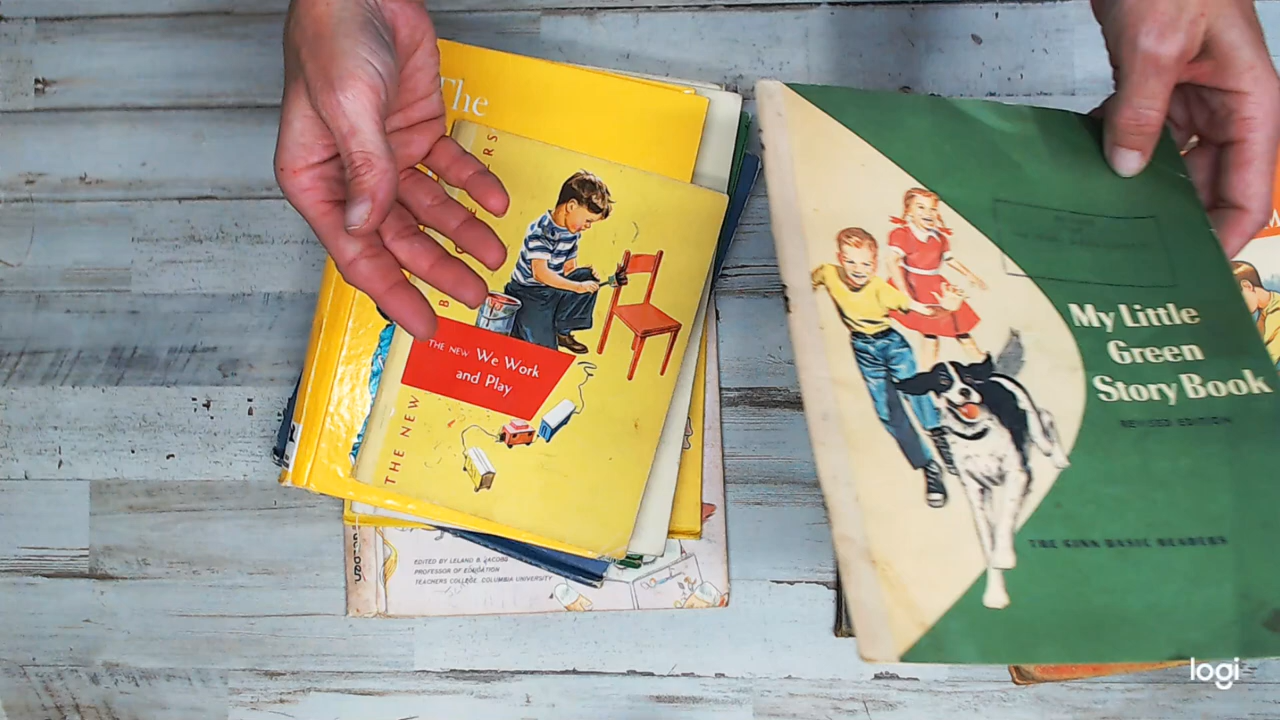 The
THE NEW
THE NEW We Work
and Play
EDITED BY LELAND B. JACOBS
PROFESSOR OF EDUCATION
TEACHERS COLLEGE. COLUMBIA UNIVERSITY
My Little
Green
Story Book
REVISED EDITION
THE GINN BASIC READERS
logi